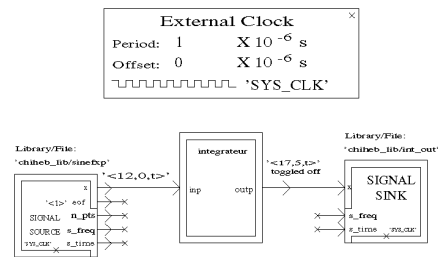 External Clock
Period: 1 X 10 -6 s
Offset: 0 X 10 -6 s
'SYS_CLK'
Library/File:
'chiheb_lib/sinefxp'
'<12,0,t>'
x
'<1>' eof
SIGNAL n_pts
SOURCE s_freq
'SYS_CLK' s_time
integrateur
inp outp
'<17,5,t>'
toggled off
Library/File:
'chiheb_lib/int_out'
x
SIGNAL
SINK
s_freq
s_time 'SYS_CLK'